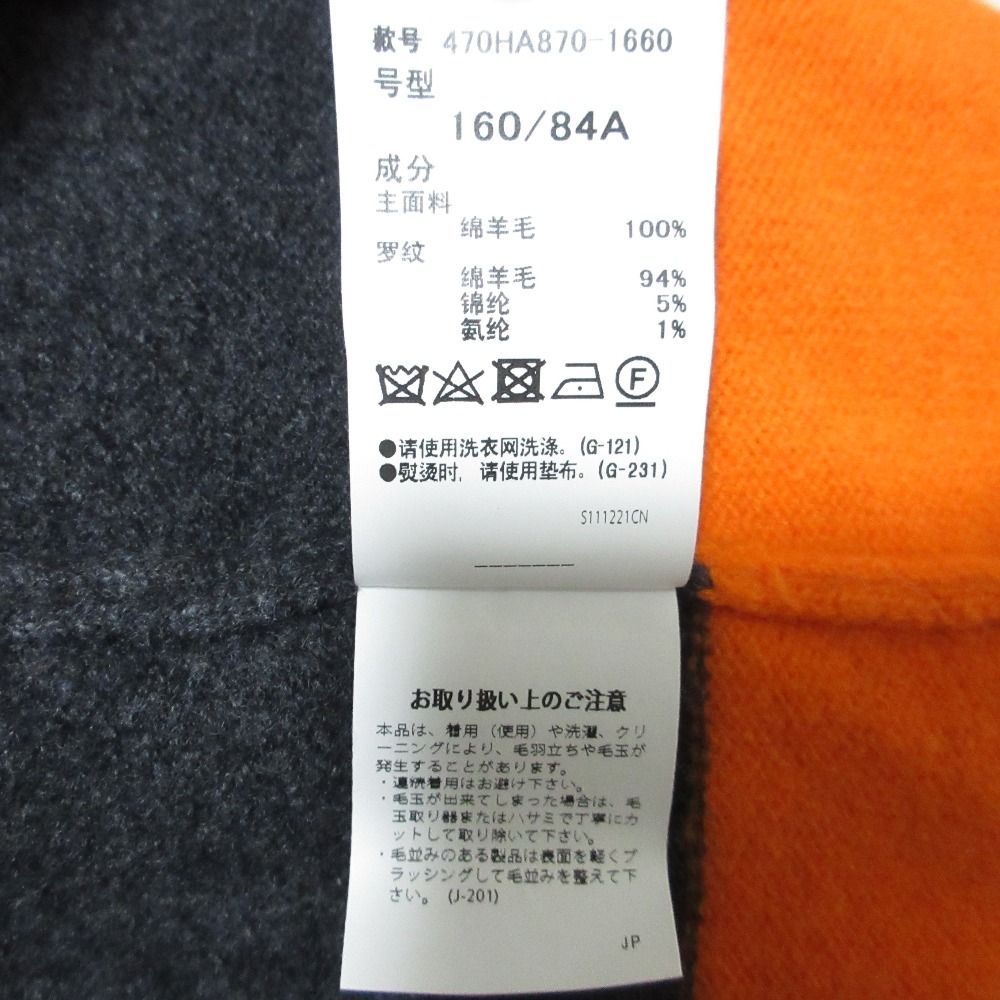 款号 470HA870-1660
号型
160/84A
成分
主面料
绵羊毛 100%
罗纹
绵羊毛 94%
锦纶 5%
氨纶 1%
F
●请使用洗衣网洗涤。(G-121)
●熨烫时, 请使用垫布。(G-231)
S111221CN
お取り扱い上のご注意
本品は、着用（使用）や洗濯、クリ
ーニングにより、毛羽立ちや毛玉が
発生することがあります。
・連続着用はお避け下さい。
・毛玉が出来てしまった場合は、毛
玉取り器またはハサミで丁寧にカ
ットして取り除いて下さい。
・毛並みのある製品は表面を軽くブ
ラッシングして毛並みを整えて下
さい。 (J-201)
JP